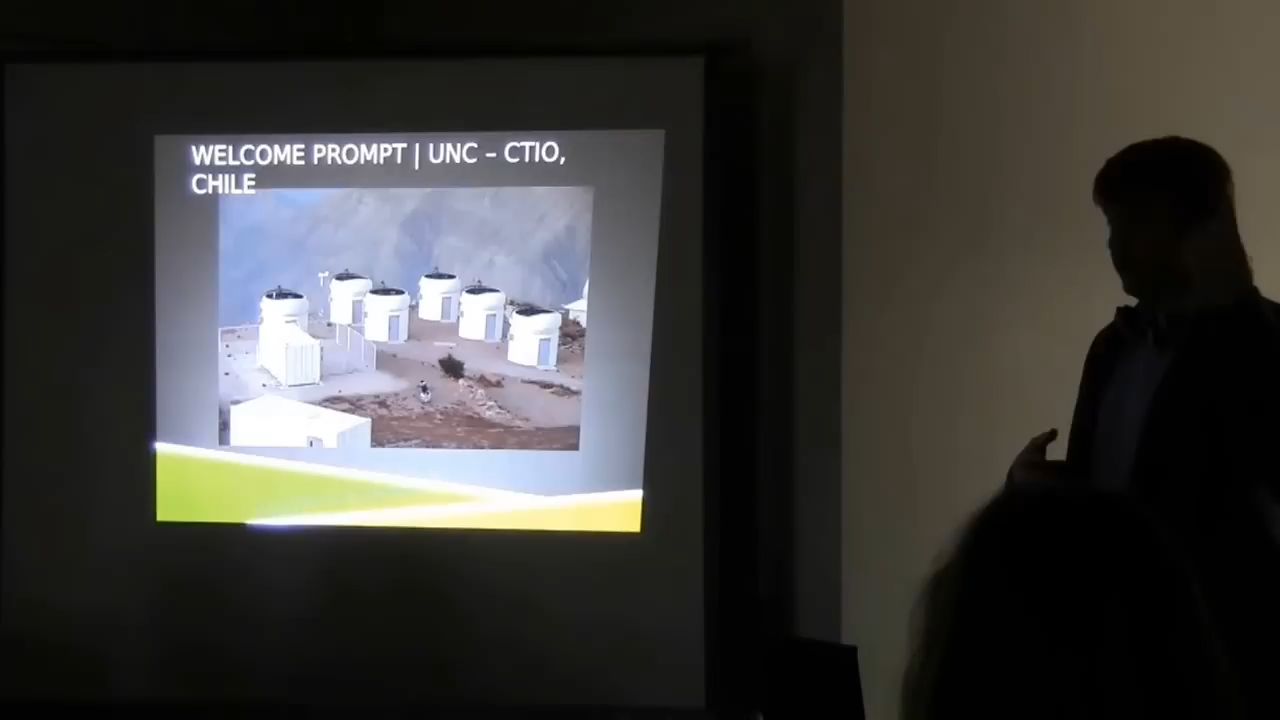 WELCOME PROMPT | UNC – CTIO,
CHILE